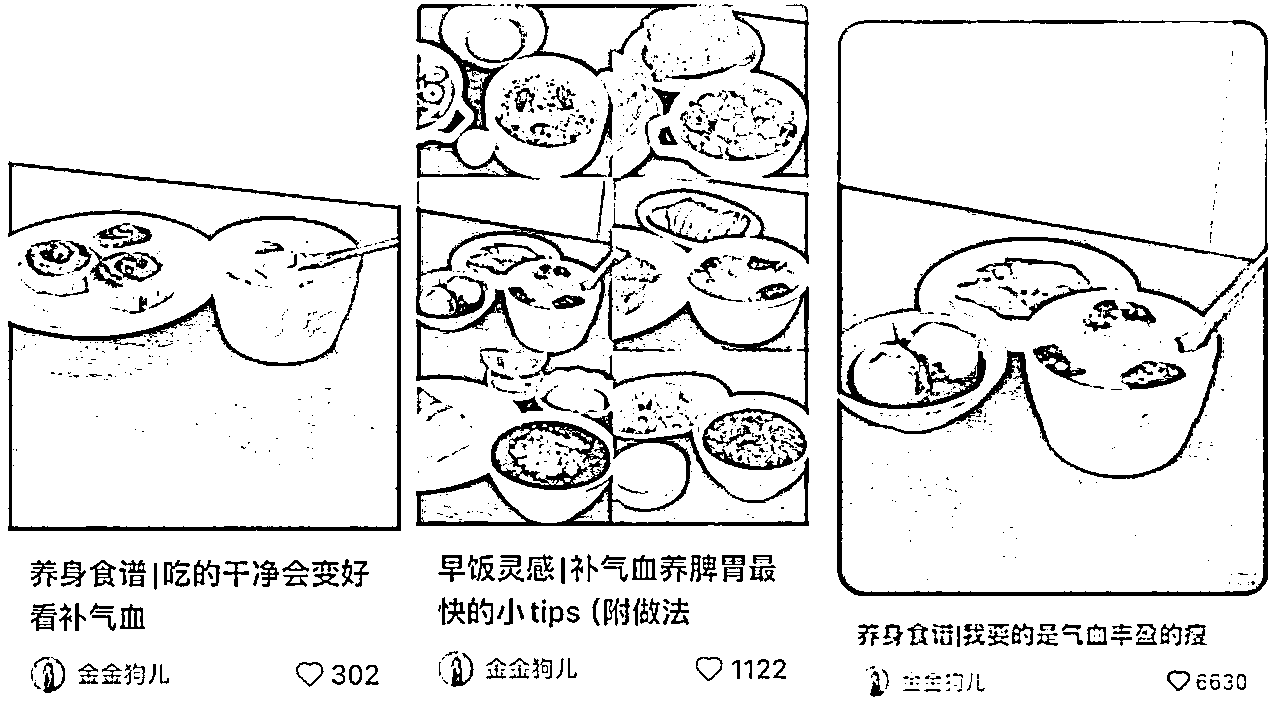 养身食谱|吃的干净会变好
看补气血
金金狗儿
302
早饭灵感|补气血养脾胃最
快的小tips (附做法
金金狗儿
1122
养身食谱|我要的是气血丰盈的瘦
金金狗儿
6630